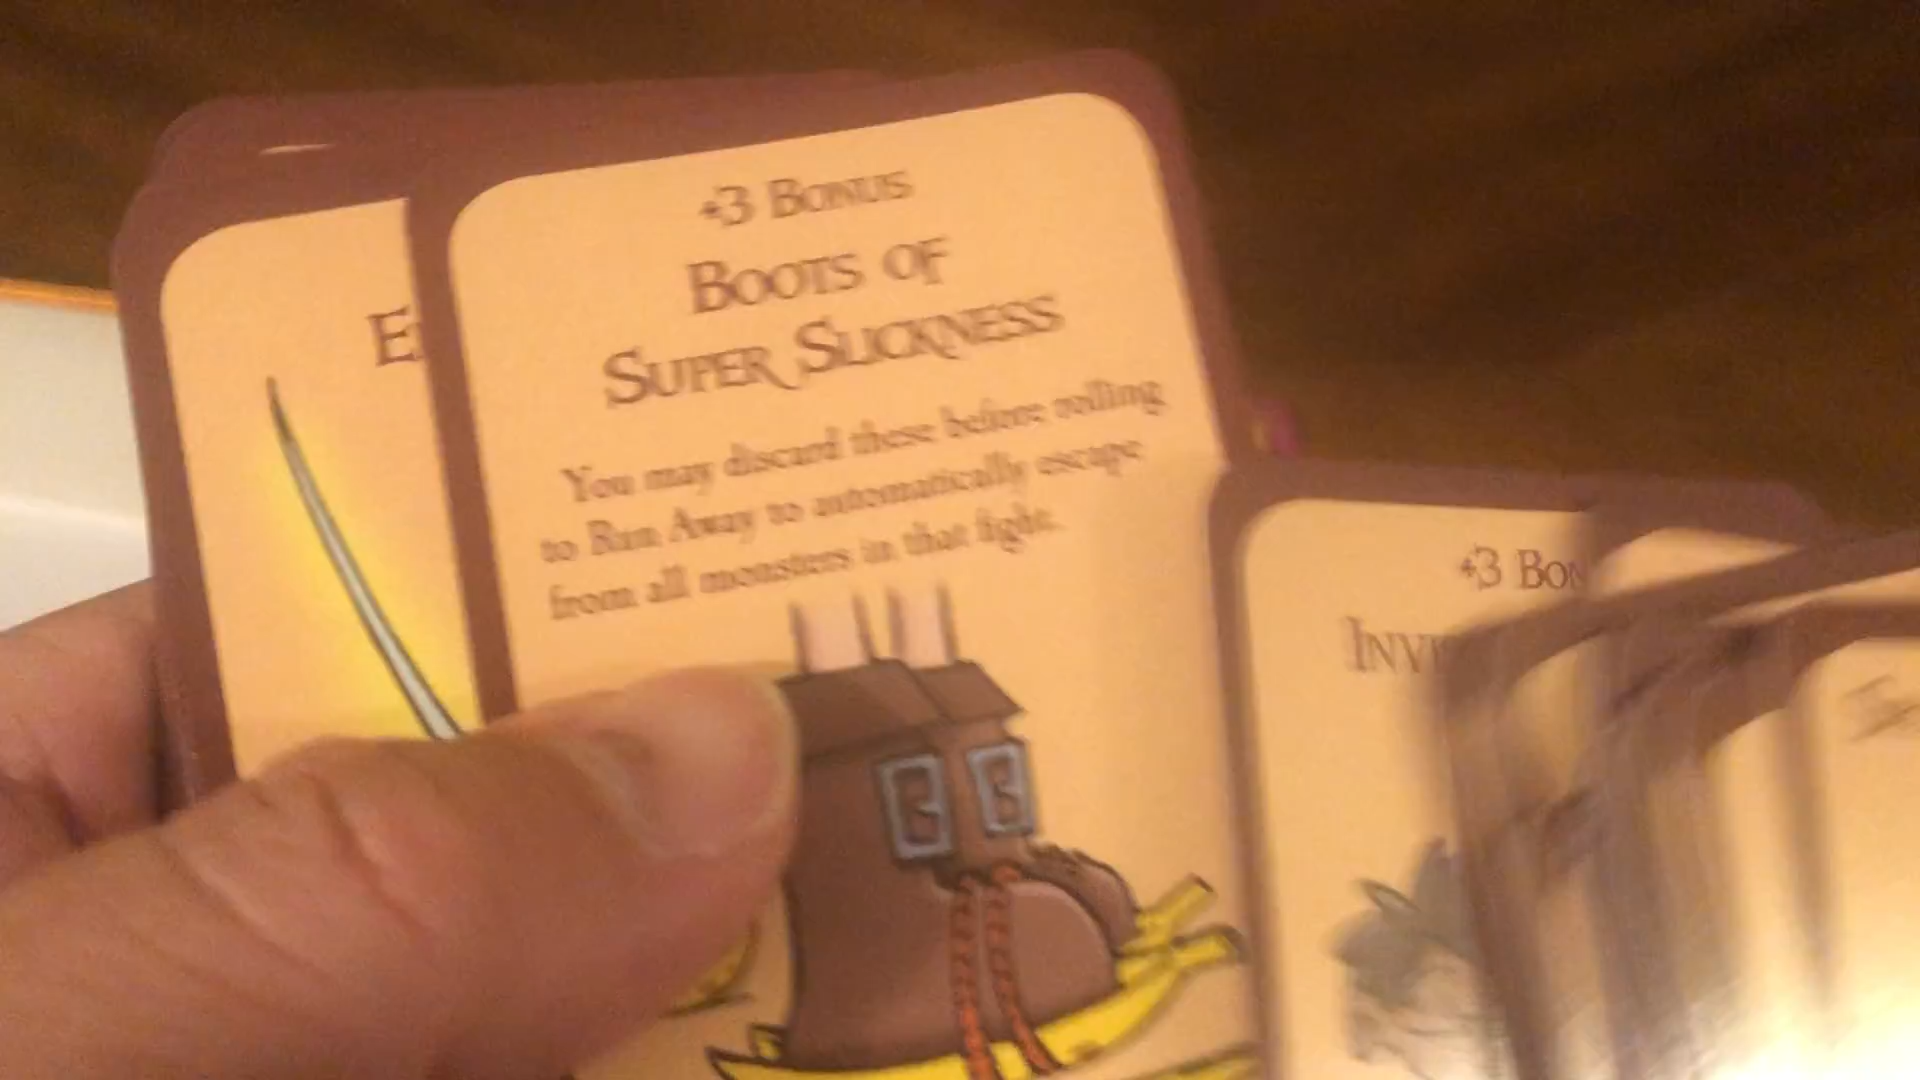 +3 Bonus
Boots of
Super Slickness
You may discard these before rolling
to Run Away to automatically escape
from all monsters in that fight.
+3 Bon
Invi